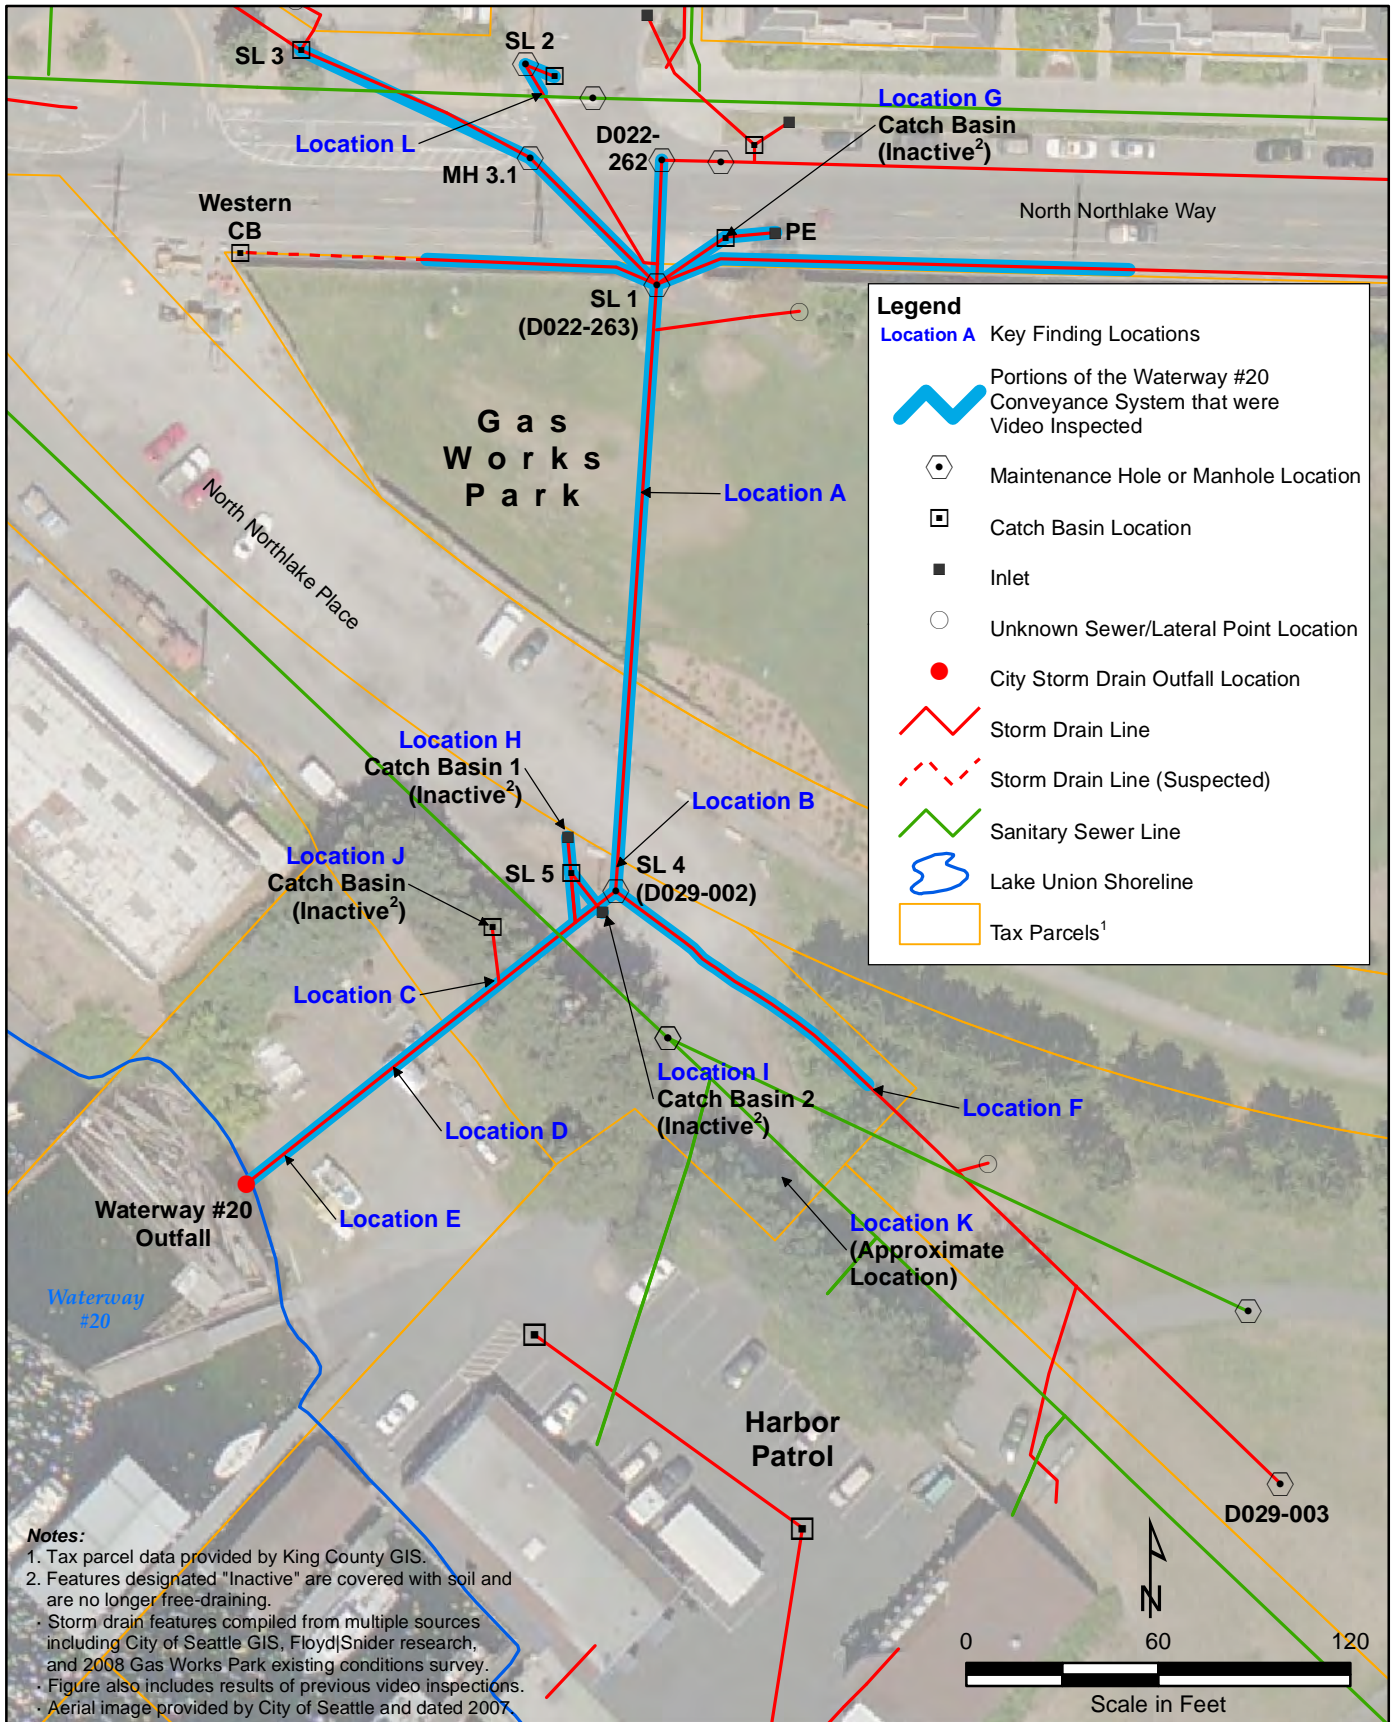 SL 3
SL 2
Location L
MH 3.1
D022-
262
Location G
Catch Basin
(Inactive²)
Western
CB
North Northlake Way
PE
SL 1
(D022-263)
Legend
Location A Key Finding Locations
Portions of the Waterway #20
Conveyance System that were
Video Inspected
Maintenance Hole or Manhole Location
Catch Basin Location
Inlet
Unknown Sewer/Lateral Point Location
City Storm Drain Outfall Location
Storm Drain Line
Storm Drain Line (Suspected)
Sanitary Sewer Line
Lake Union Shoreline
Tax Parcels¹
Gas
Works
Park
Location A
North Northlake Place
Location H
Catch Basin 1
(Inactive²)
Location B
Location J
Catch Basin
(Inactive²)
SL 5
SL 4
(D029-002)
Location C
Location I
Catch Basin 2
(Inactive²)
Location F
Location D
Waterway #20
Outfall
Location E
Location K
(Approximate
Location)
Waterway
#20
Harbor
Patrol
D029-003
Notes:
1. Tax parcel data provided by King County GIS.
2. Features designated "Inactive" are covered with soil and
are no longer free-draining.
· Storm drain features compiled from multiple sources
including City of Seattle GIS, Floyd|Snider research,
and 2008 Gas Works Park existing conditions survey.
· Figure also includes results of previous video inspections.
· Aerial image provided by City of Seattle and dated 2007.
N
0 60 120
Scale in Feet